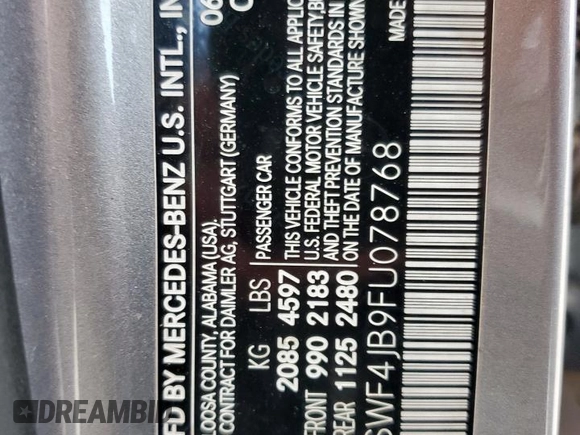 MFD BY MERCEDES-BENZ U.S. INTL., IN
LOOSA COUNTY, ALABAMA (USA). 06
CONTRACT FOR DAIMLER AG, STUTTGART (GERMANY)
KG LBS PASSENGER CAR
2085 4597 THIS VEHICLE CONFORMS TO ALL APPLIC
FRONT 990 2183 U.S. FEDERAL MOTOR VEHICLE SAFETY, B
REAR 1125 2480 AND THEFT PREVENTION STANDARDS IN
ON THE DATE OF MANUFACTURE
SWF4JB9FU078768 MADE
DREAMBID